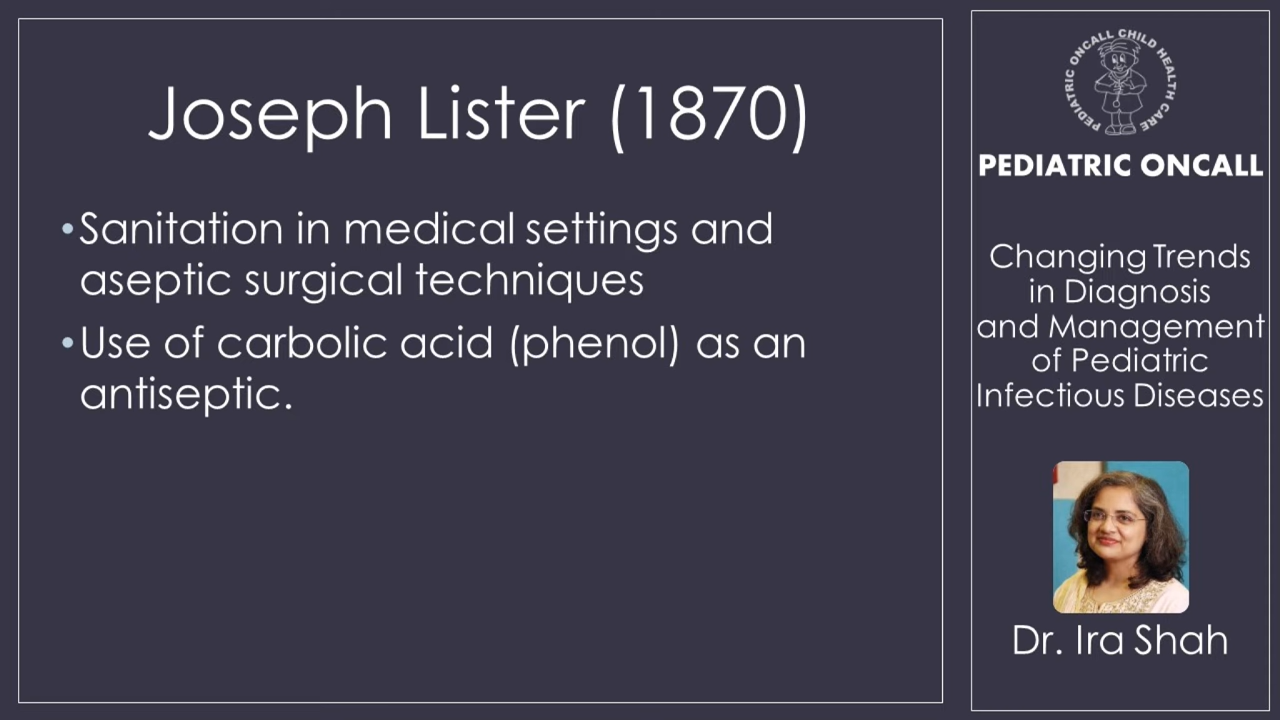 Joseph Lister (1870)
•Sanitation in medical settings and
aseptic surgical techniques
•Use of carbolic acid (phenol) as an
antiseptic.
PEDIATRIC ONCALL CHILD HEALTH CARE
PEDIATRIC ONCALL
Changing Trends
in Diagnosis
and Management
of Pediatric
Infectious Diseases
Dr. Ira Shah